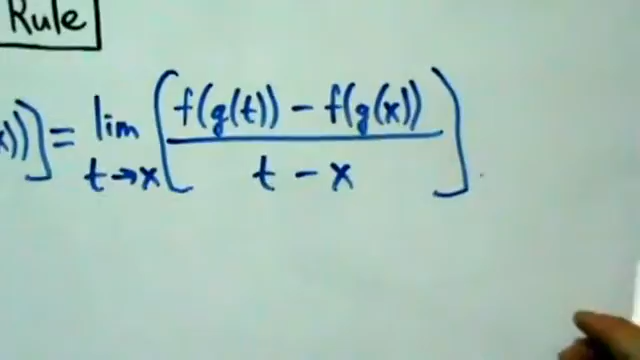 Rule
x))] = lim t→x [ f(g(t)) − f(g(x)) / t − x ]